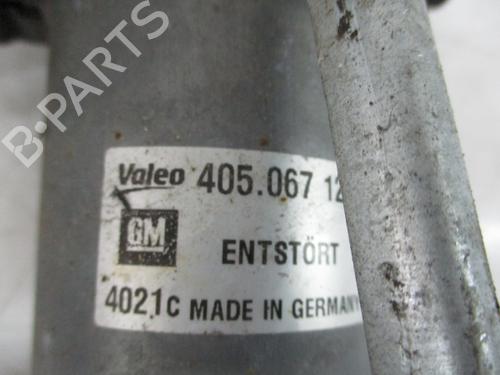 B-PARTS
Valeo 405.067 12
GM
ENTSTÖRT
4021C MADE IN GERMANY